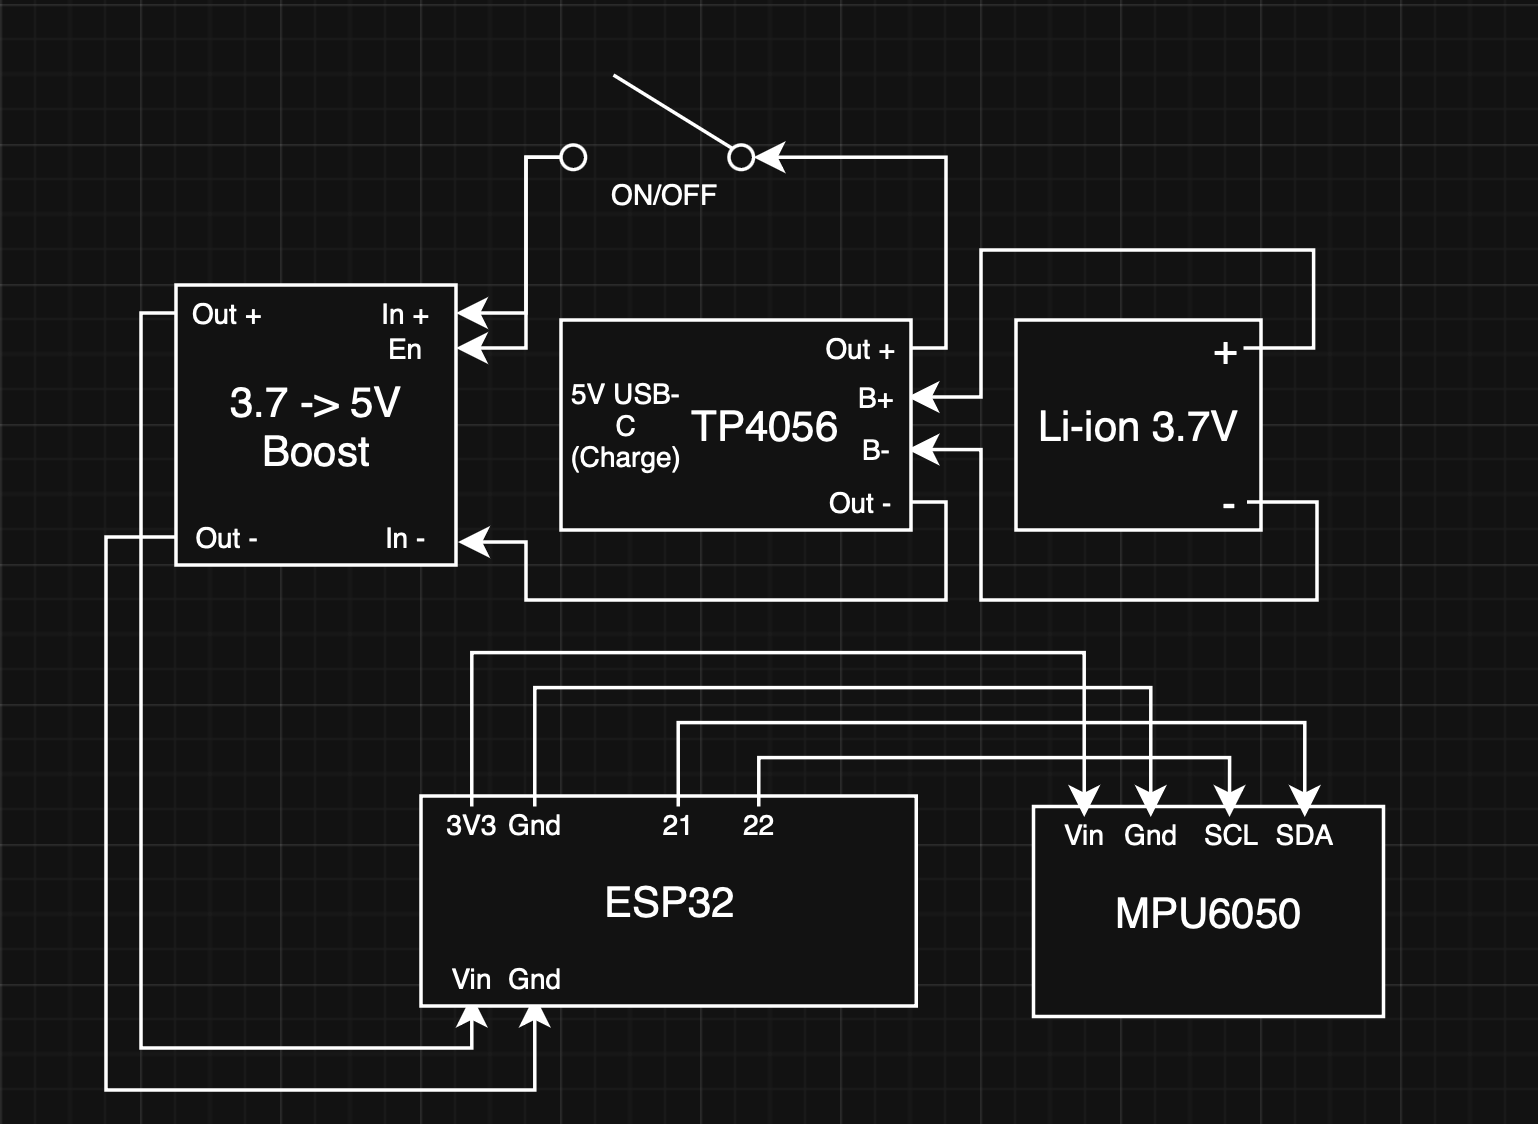 ON/OFF
Out +
In +
En
3.7 -> 5V
Boost
Out -
In -
5V USB-
C
(Charge)
TP4056
Out +
B+
B-
Out -
+
Li-ion 3.7V
-
3V3 Gnd
21
22
ESP32
Vin Gnd
Vin Gnd SCL SDA
MPU6050